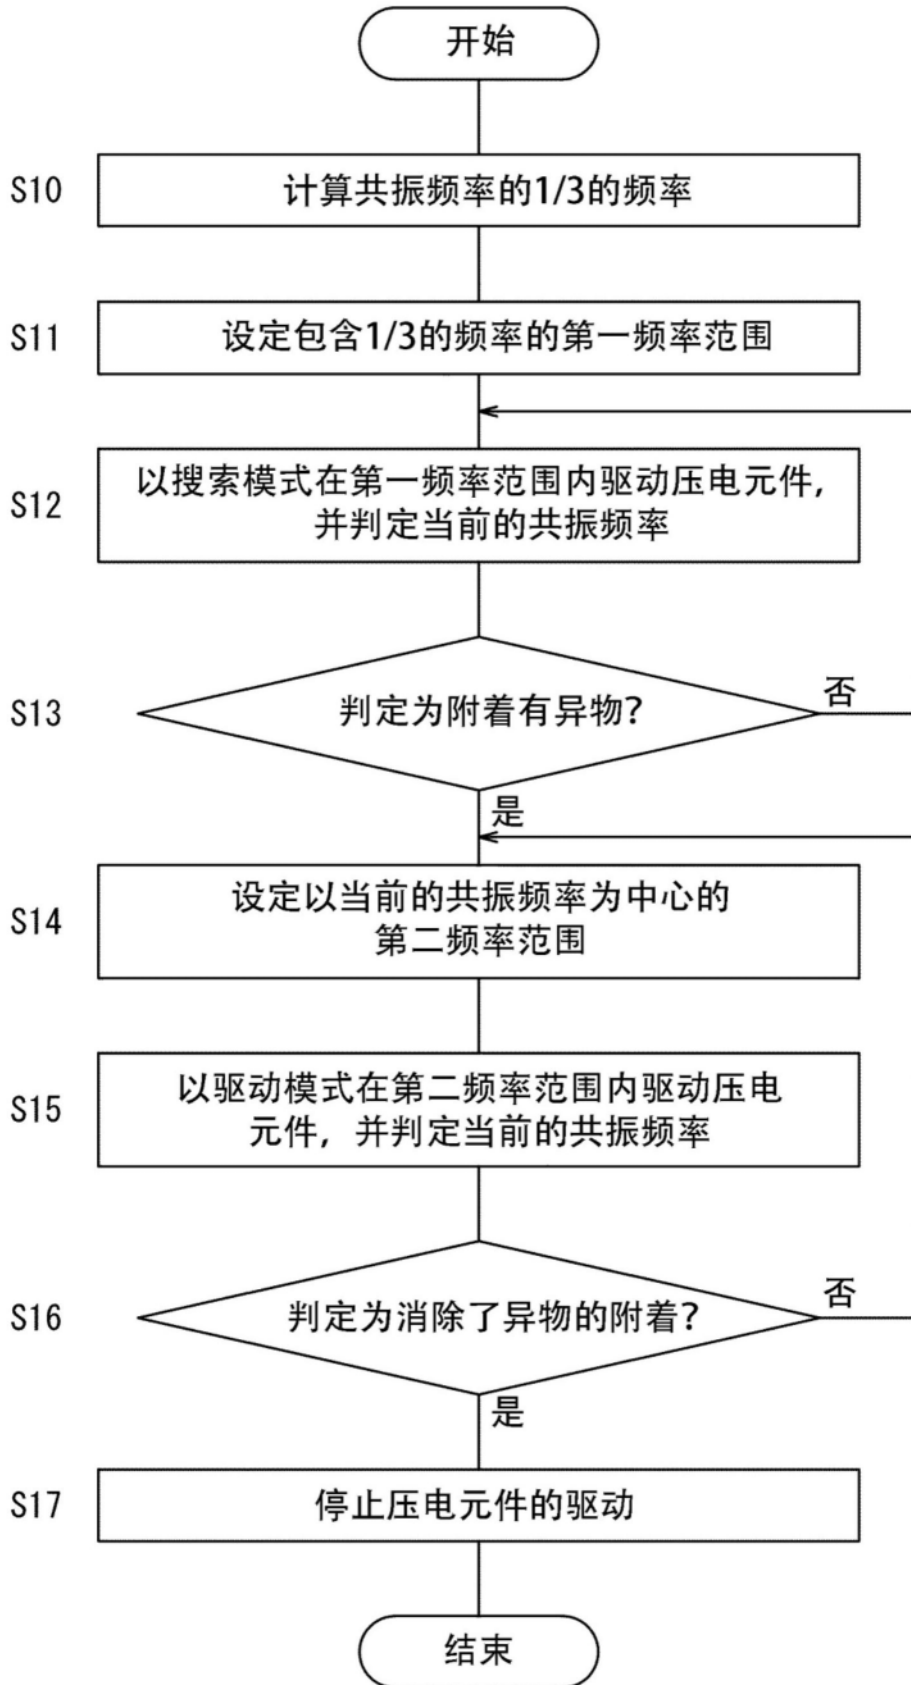 开始
S10
计算共振频率的1/3的频率
S11
设定包含1/3的频率的第一频率范围
S12
以搜索模式在第一频率范围内驱动压电元件，
并判定当前的共振频率
S13
判定为附着有异物？
否
是
S14
设定以当前的共振频率为中心的
第二频率范围
S15
以驱动模式在第二频率范围内驱动压电
元件，并判定当前的共振频率
S16
判定为消除了异物的附着？
否
是
S17
停止压电元件的驱动
结束